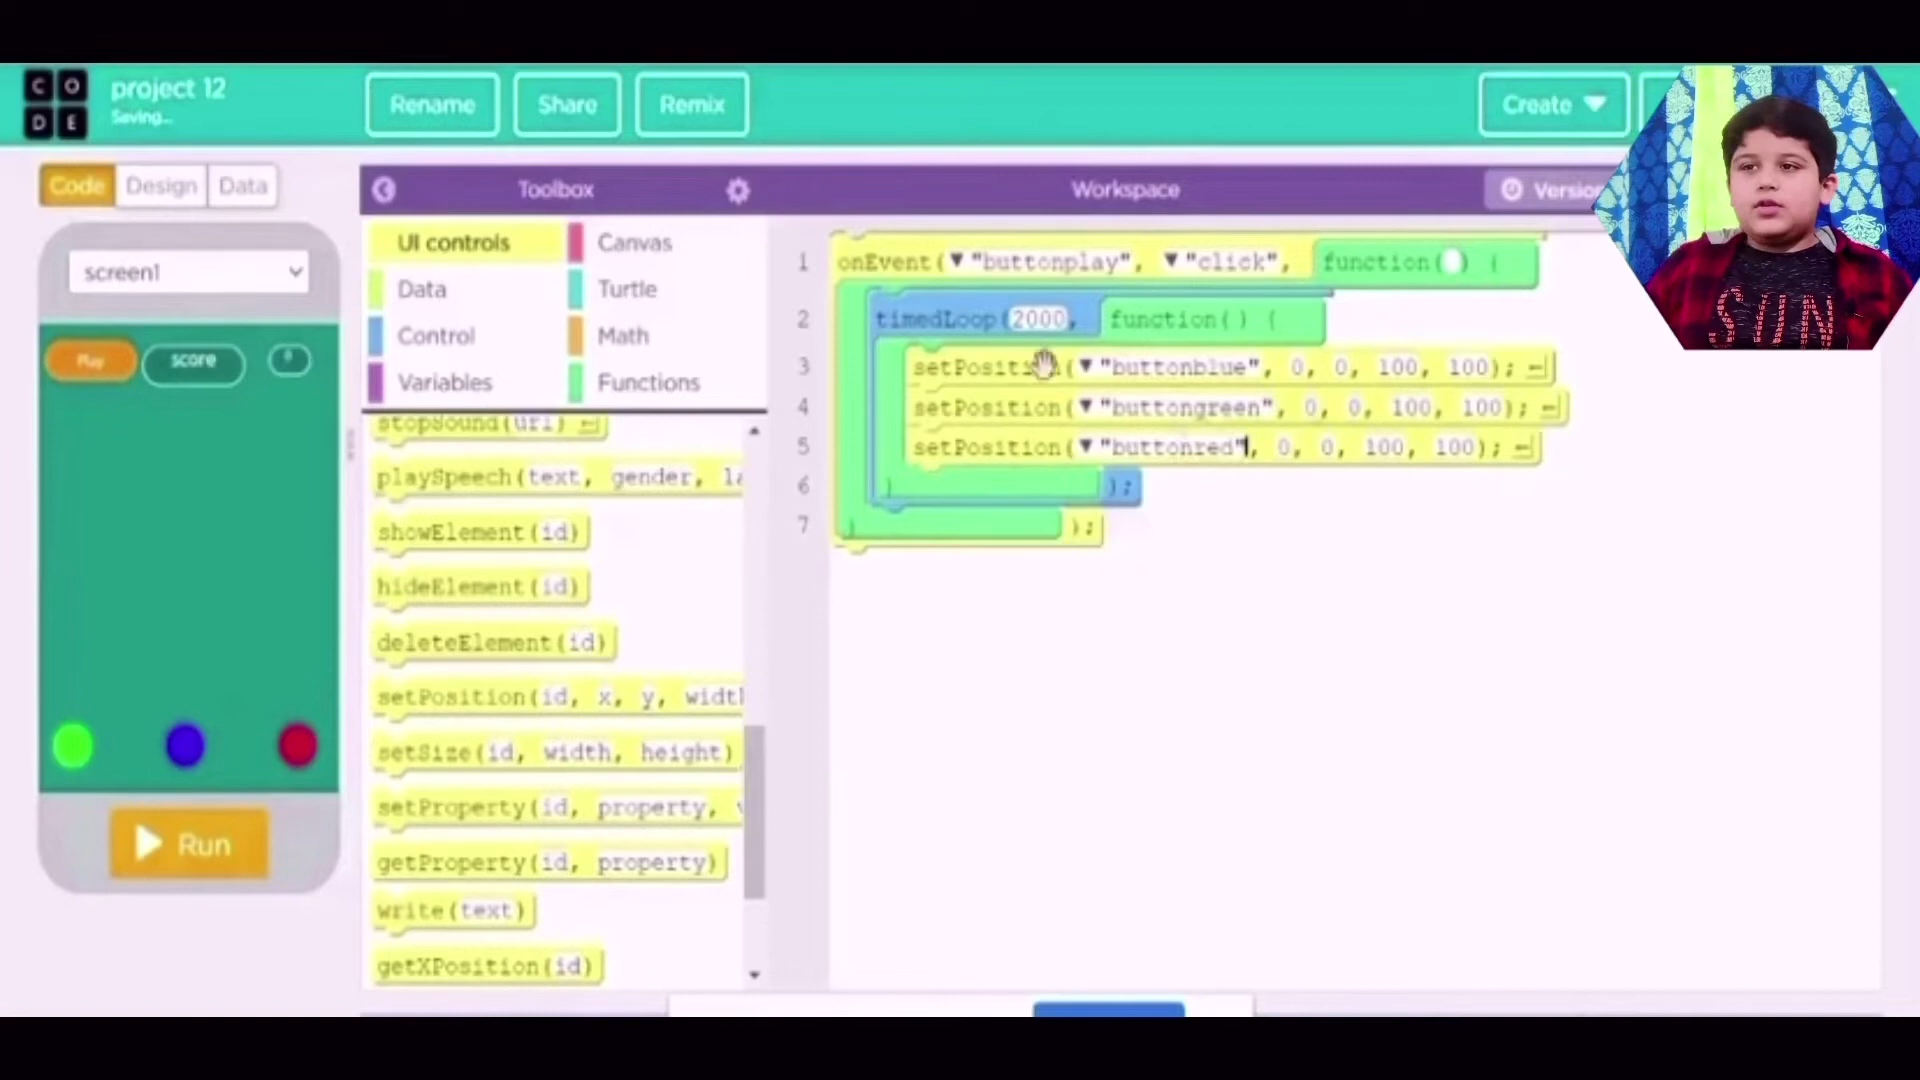 CODE
project 12
Saving...
Rename
Share
Remix
Create
Code
Design
Data
Toolbox
Workspace
Version
screen1
Play
score
0
Run
UI controls
Canvas
Data
Turtle
Control
Math
Variables
Functions
stopSound(url)
playSpeech(text, gender, la
showElement(id)
hideElement(id)
deleteElement(id)
setPosition(id, x, y, width
setSize(id, width, height)
setProperty(id, property, v
getProperty(id, property)
write(text)
getXPosition(id)
1 onEvent( "buttonplay", "click", function( ) {
2 timedLoop(2000, function() {
3 setPosition( "buttonblue", 0, 0, 100, 100);
4 setPosition( "buttongreen", 0, 0, 100, 100);
5 setPosition( "buttonred", 0, 0, 100, 100);
6 } );
7 } );